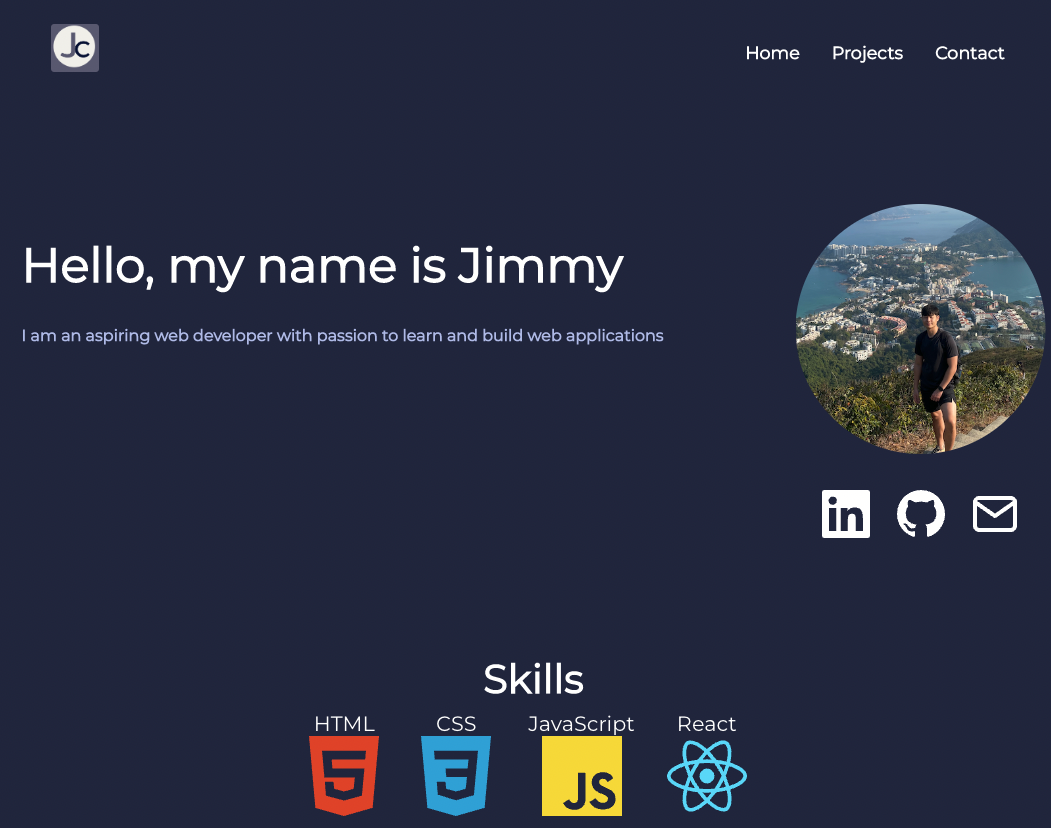 Jc
Home Projects Contact
Hello, my name is Jimmy
I am an aspiring web developer with passion to learn and build web applications
in
Skills
HTML CSS JavaScript React
5 3 JS